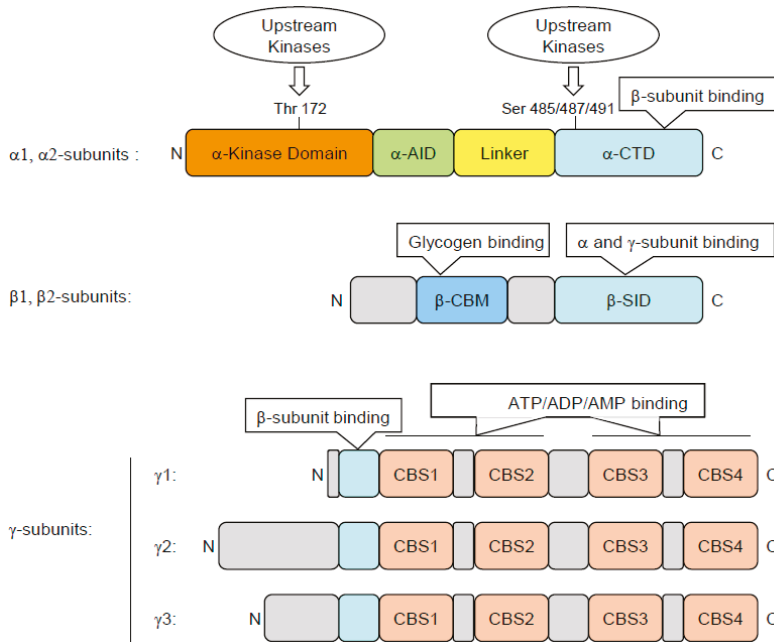 Upstream
Kinases
Upstream
Kinases
Thr 172
Ser 485/487/491
β-subunit binding
α1, α2-subunits :
N
α-Kinase Domain
α-AID
Linker
α-CTD
C
Glycogen binding
α and γ-subunit binding
β1, β2-subunits:
N
β-CBM
β-SID
C
ATP/ADP/AMP binding
β-subunit binding
γ-subunits:
γ1:
N
CBS1
CBS2
CBS3
CBS4
C
γ2:
N
CBS1
CBS2
CBS3
CBS4
C
γ3:
N
CBS1
CBS2
CBS3
CBS4
C